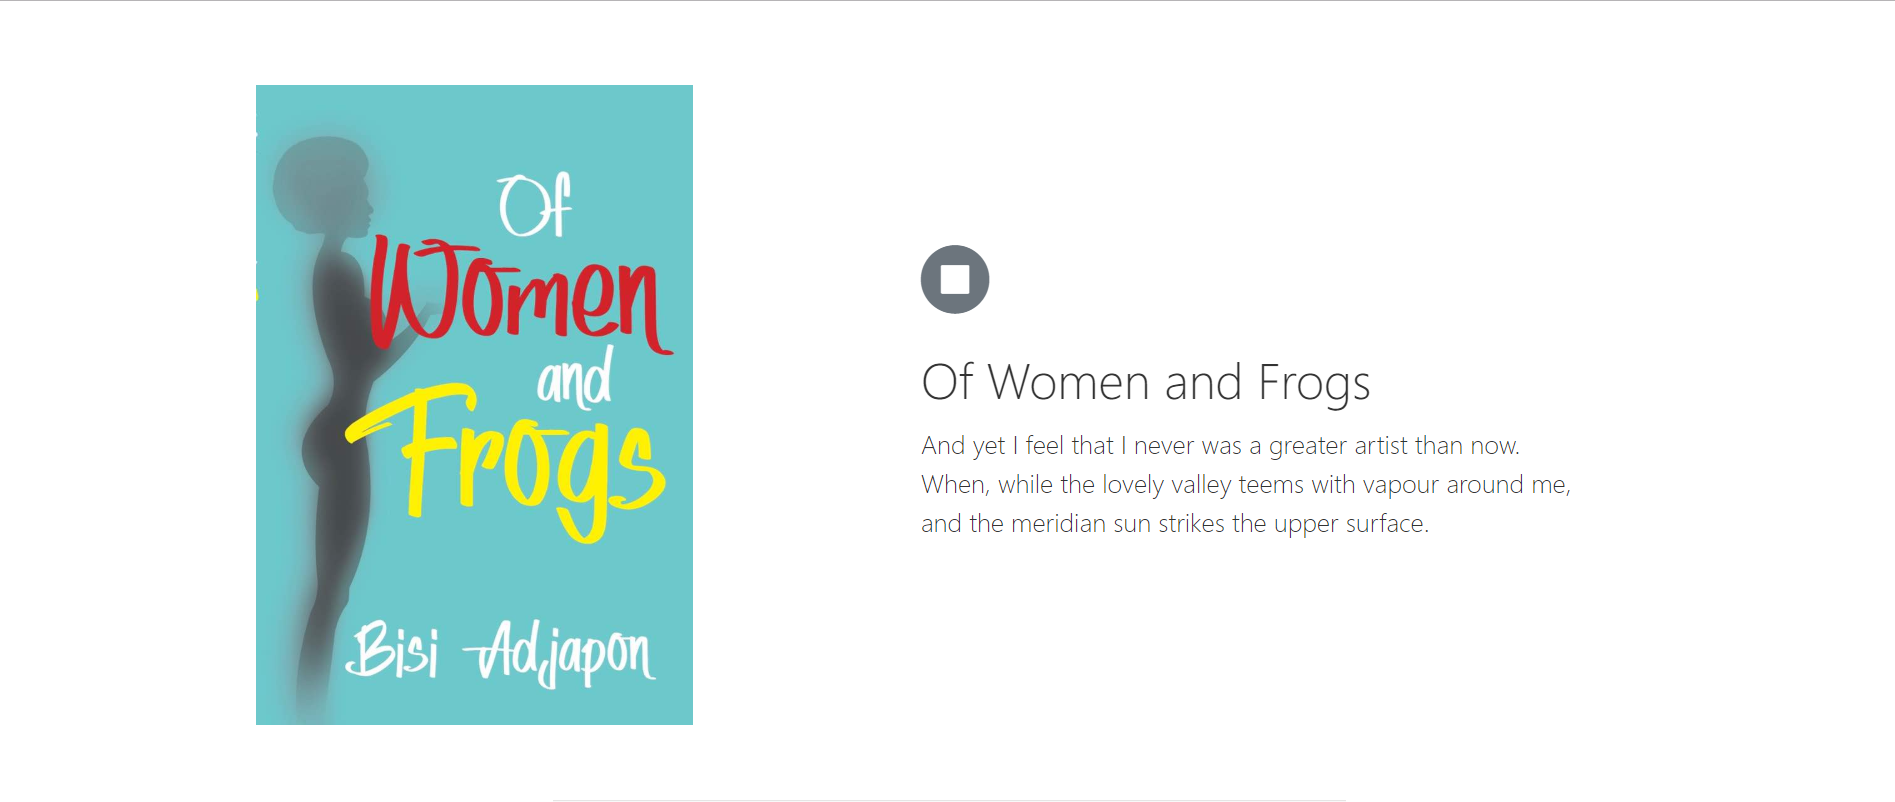 Of
Women
and
Frogs
Bisi Adjapon
Of Women and Frogs
And yet I feel that I never was a greater artist than now.
When, while the lovely valley teems with vapour around me,
and the meridian sun strikes the upper surface.